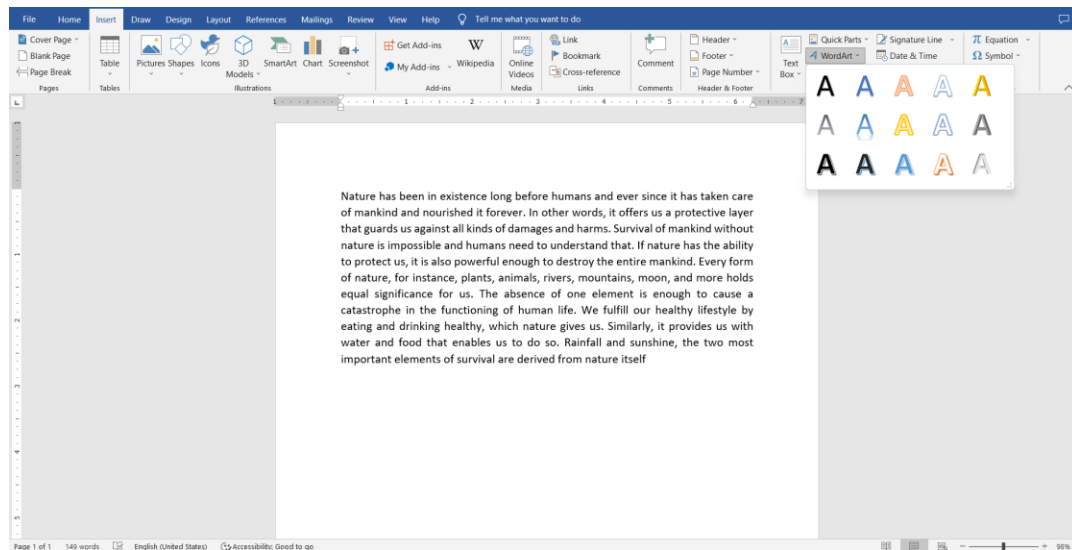 File Home Insert Draw Design Layout References Mailings Review View Help Tell me what you want to do
Cover Page
Blank Page
Page Break
Pages
Table
Tables
Pictures Shapes Icons 3D Models SmartArt Chart Screenshot
Illustrations
Get Add-ins
My Add-ins
Wikipedia
Add-ins
Online Videos
Media
Link
Bookmark
Cross-reference
Links
Comment
Comments
Header
Footer
Page Number
Header & Footer
Text Box
Quick Parts Signature Line Equation
WordArt Date & Time Symbol
A A A A A
A A A A A
A A A A A
1 1 2 3 4 5 6 7
Nature has been in existence long before humans and ever since it has taken care
of mankind and nourished it forever. In other words, it offers us a protective layer
that guards us against all kinds of damages and harms. Survival of mankind without
nature is impossible and humans need to understand that. If nature has the ability
to protect us, it is also powerful enough to destroy the entire mankind. Every form
of nature, for instance, plants, animals, rivers, mountains, moon, and more holds
equal significance for us. The absence of one element is enough to cause a
catastrophe in the functioning of human life. We fulfill our healthy lifestyle by
eating and drinking healthy, which nature gives us. Similarly, it provides us with
water and food that enables us to do so. Rainfall and sunshine, the two most
important elements of survival are derived from nature itself
Page 1 of 1 149 words English (United States) Accessibility: Good to go 98%